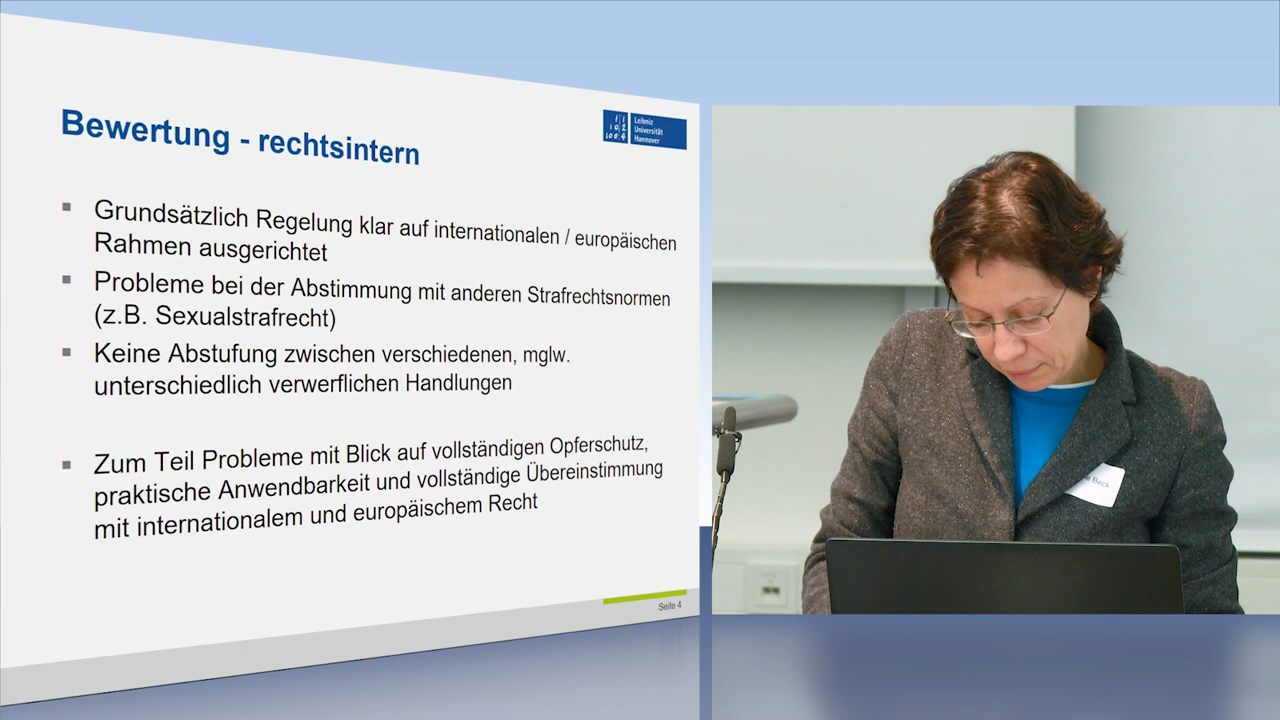 Bewertung - rechtsintern
Leibniz
Universität
Hannover
Grundsätzlich Regelung klar auf internationalen / europäischen
Rahmen ausgerichtet
Probleme bei der Abstimmung mit anderen Strafrechtsnormen
(z.B. Sexualstrafrecht)
Keine Abstufung zwischen verschiedenen, mglw.
unterschiedlich verwerflichen Handlungen
Zum Teil Probleme mit Blick auf vollständigen Opferschutz,
praktische Anwendbarkeit und vollständige Übereinstimmung
mit internationalem und europäischem Recht
Seite 4
Beck